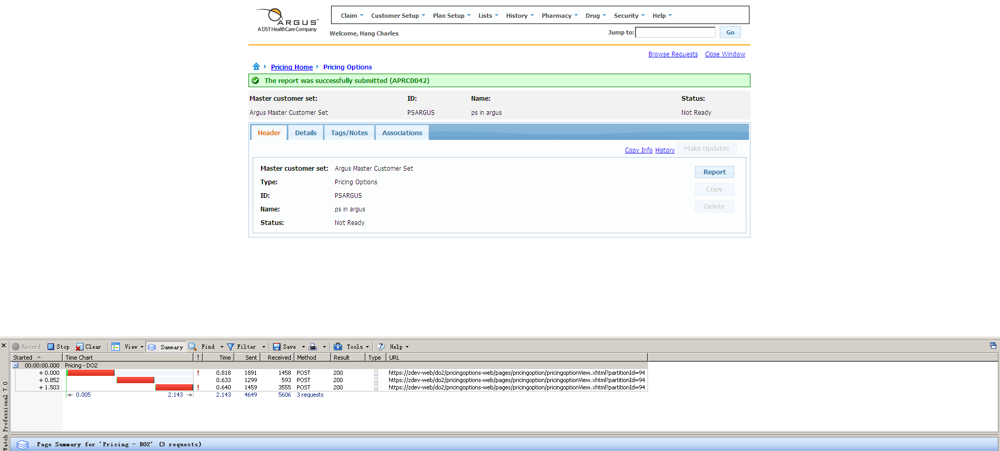 ARGUS™
A DST HealthCare Company
Claim Customer Setup Plan Setup Lists History Pharmacy Drug Security Help
Welcome, Hang Charles
Jump to: Go
Browse Requests Close Window
Pricing Home Pricing Options
The report was successfully submitted (APRC0042)
Master customer set: ID: Name: Status:
Argus Master Customer Set PSARGUS ps in argus Not Ready
Header Details Tags/Notes Associations
Copy Info History Make Updates
Master customer set: Argus Master Customer Set
Report
Type: Pricing Options
Copy
ID: PSARGUS
Name: ps in argus
Delete
Status: Not Ready
Record Stop Clear View Summary Find Filter Save Tools Help
Started Time Chart ! Time Sent Received Method Result Type URL
00:00:00.000 Pricing - DO2
+ 0.000 ! 0.818 1891 1458 POST 200 https://zdev-web/do2/pricingoptions-web/pages/pricingoption/pricingoptionView.xhtml?partitionId=94
+ 0.852 0.633 1299 593 POST 200 https://zdev-web/do2/pricingoptions-web/pages/pricingoption/pricingoptionView.xhtml?partitionId=94
+ 1.503 ! 0.640 1459 3555 POST 200 https://zdev-web/do2/pricingoptions-web/pages/pricingoption/pricingoptionView.xhtml?partitionId=94
0.005 2.143 2.143 4649 5606 3 requests
Watch Professional 7.0
Page Summary for 'Pricing - DO2' (3 requests)